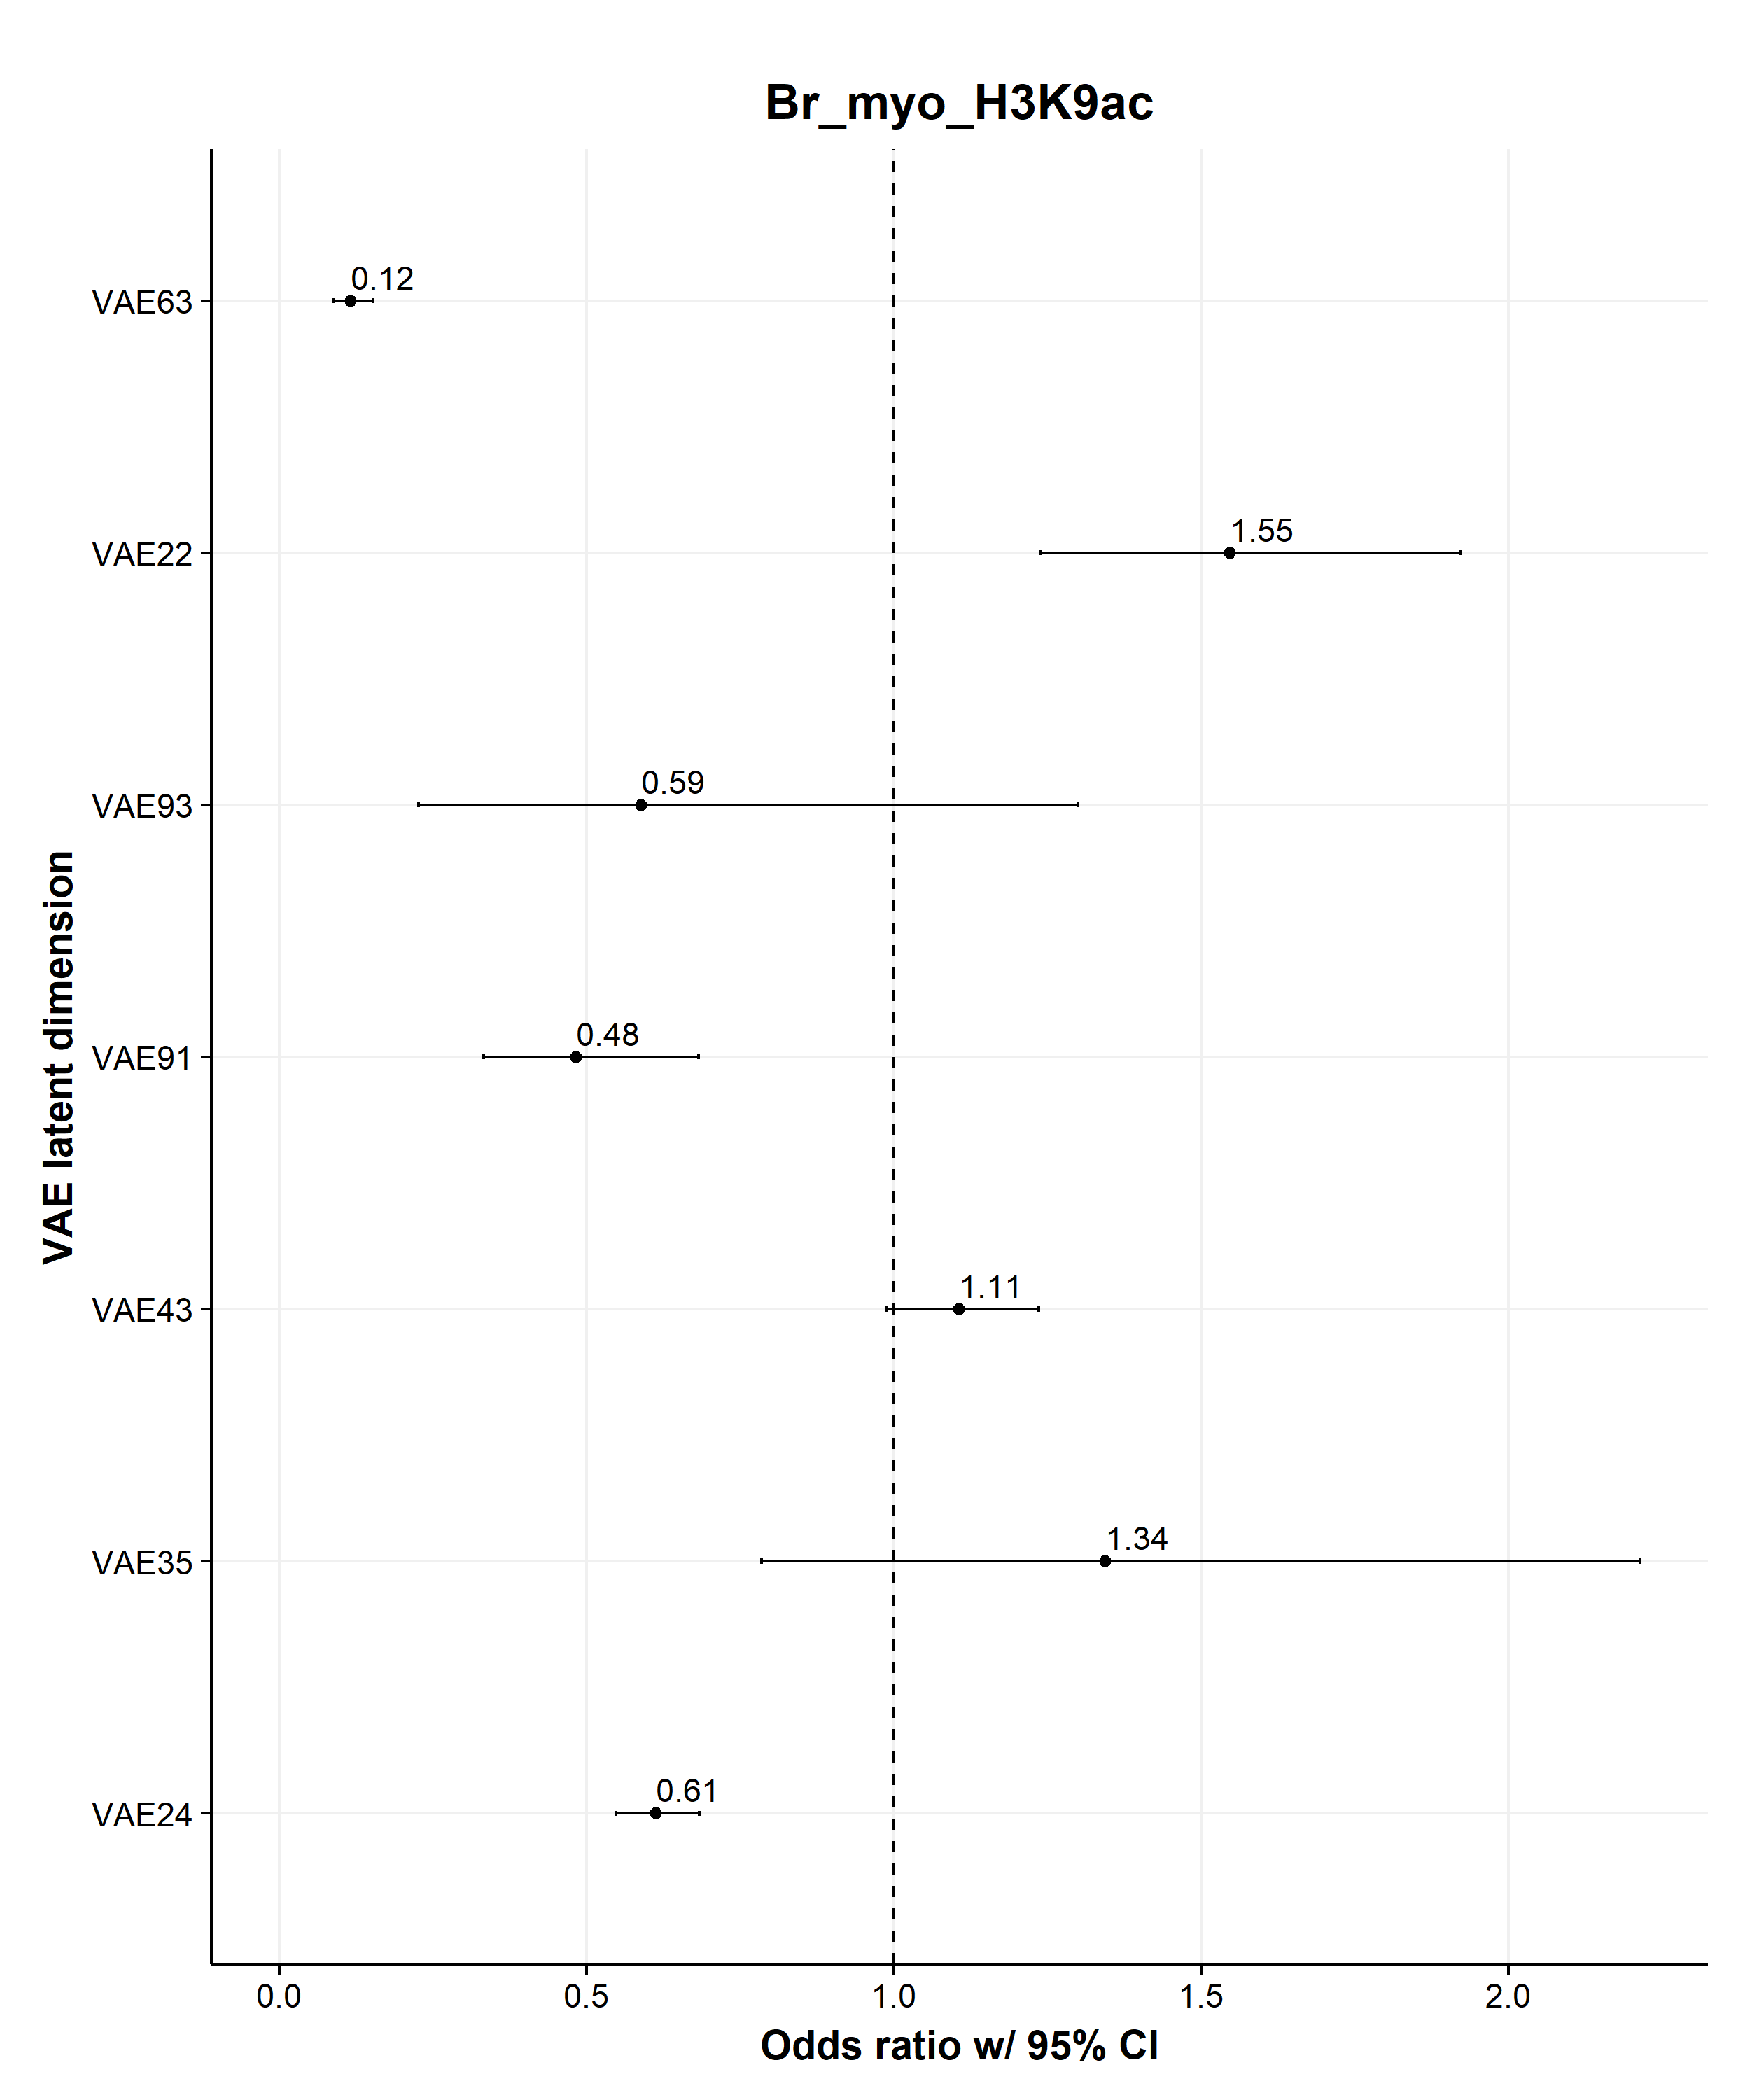 Br_myo_H3K9ac
VAE latent dimension
VAE63
0.12
VAE22
1.55
VAE93
0.59
VAE91
0.48
VAE43
1.11
VAE35
1.34
VAE24
0.61
0.0 0.5 1.0 1.5 2.0
Odds ratio w/ 95% CI